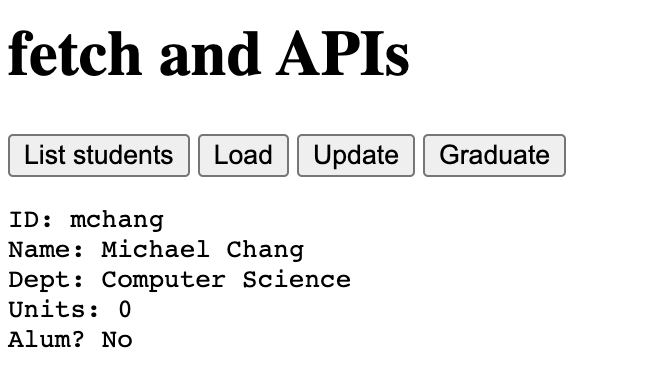 fetch and APIs
List students Load Update Graduate
ID: mchang
Name: Michael Chang
Dept: Computer Science
Units: 0
Alum? No